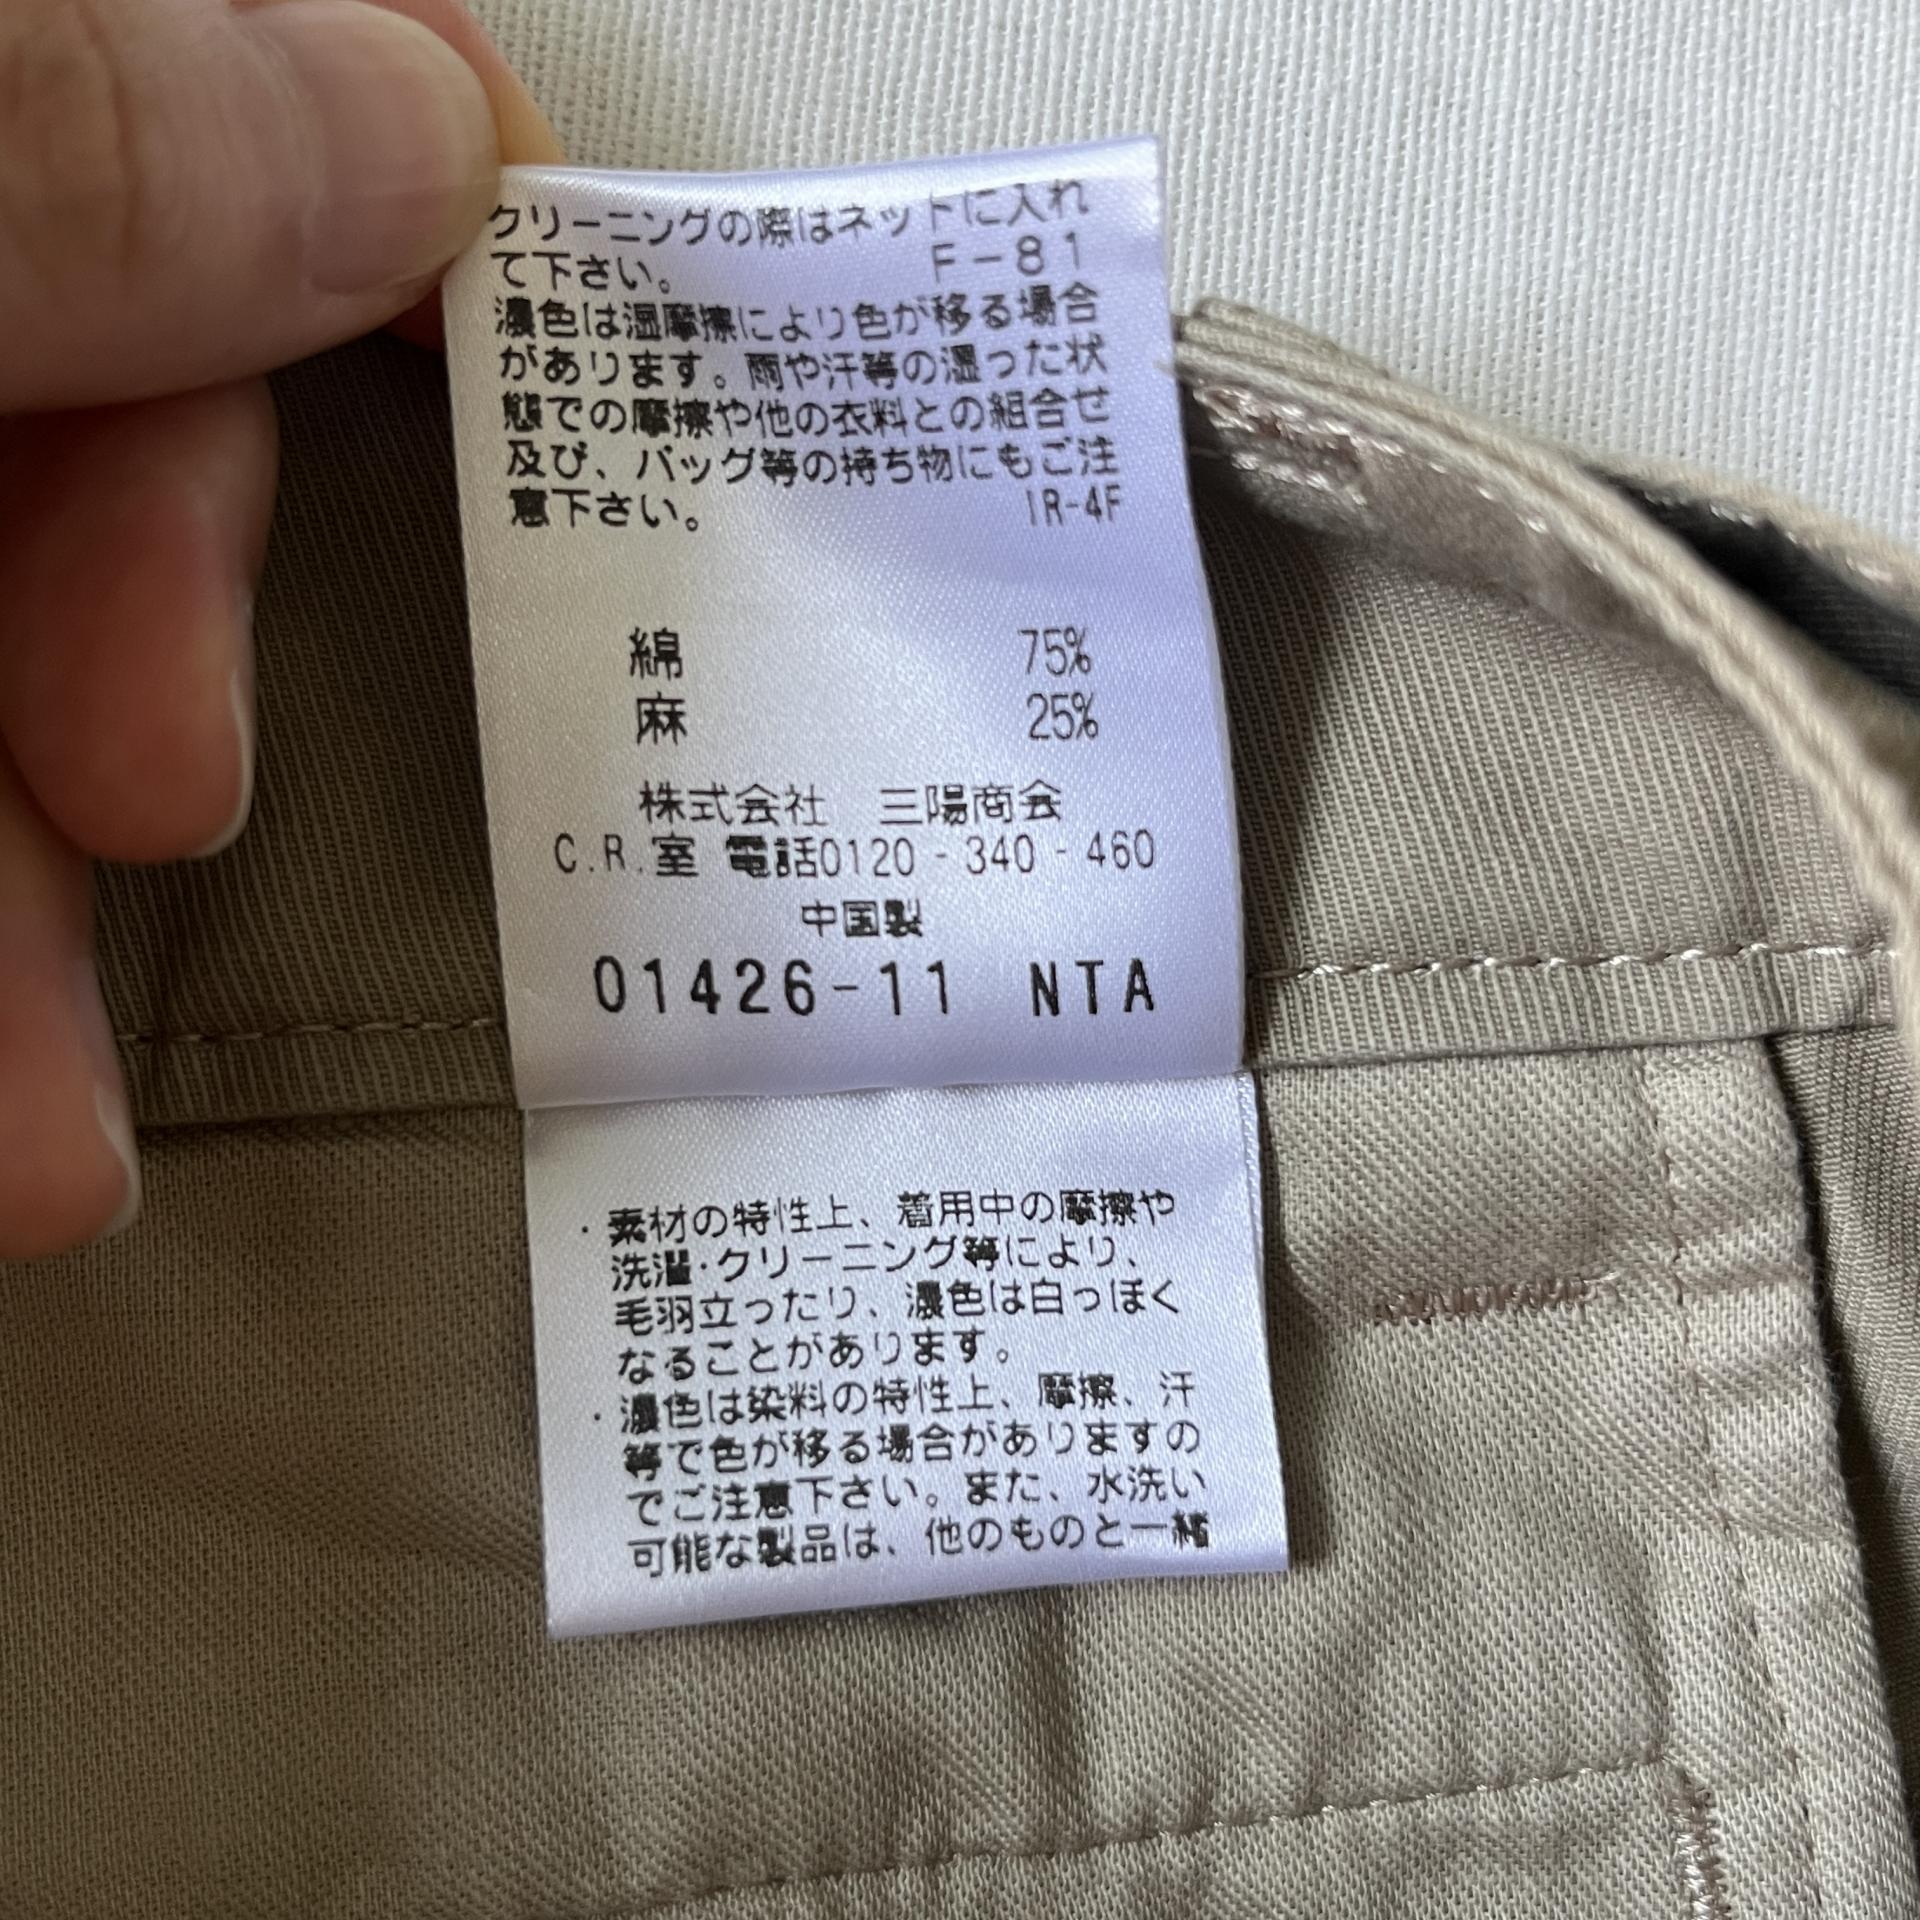 クリーニングの際はネットに入れ
て下さい。 F-81
濃色は湿摩擦により色が移る場合
があります。雨や汗等の湿った状
態での摩擦や他の衣料との組合せ
及び、バッグ等の持ち物にもご注
意下さい。 IR-4F
綿 75%
麻 25%
株式会社 三陽商会
C.R.室 電話0120-340-460
中国製
01426-11 NTA
・素材の特性上、着用中の摩擦や
洗濯・クリーニング等により、
毛羽立ったり、濃色は白っぽく
なることがあります。
・濃色は染料の特性上、摩擦、汗
等で色が移る場合がありますの
でご注意下さい。また、水洗い
可能な製品は、他のものと一緒